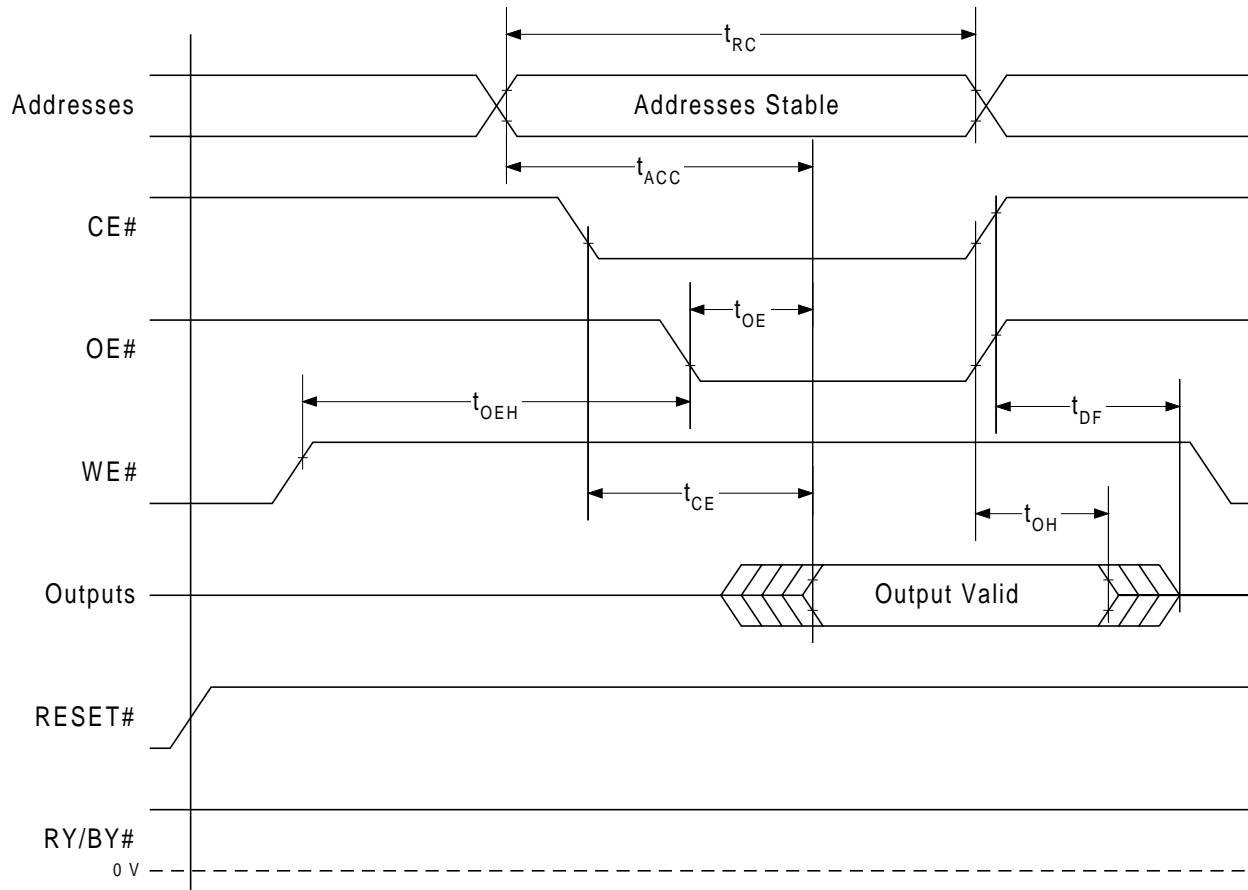 tRC
Addresses
Addresses Stable
tACC
CE#
tOE
OE#
tOEH
tDF
WE#
tCE
tOH
Outputs
Output Valid
RESET#
RY/BY#
0 V